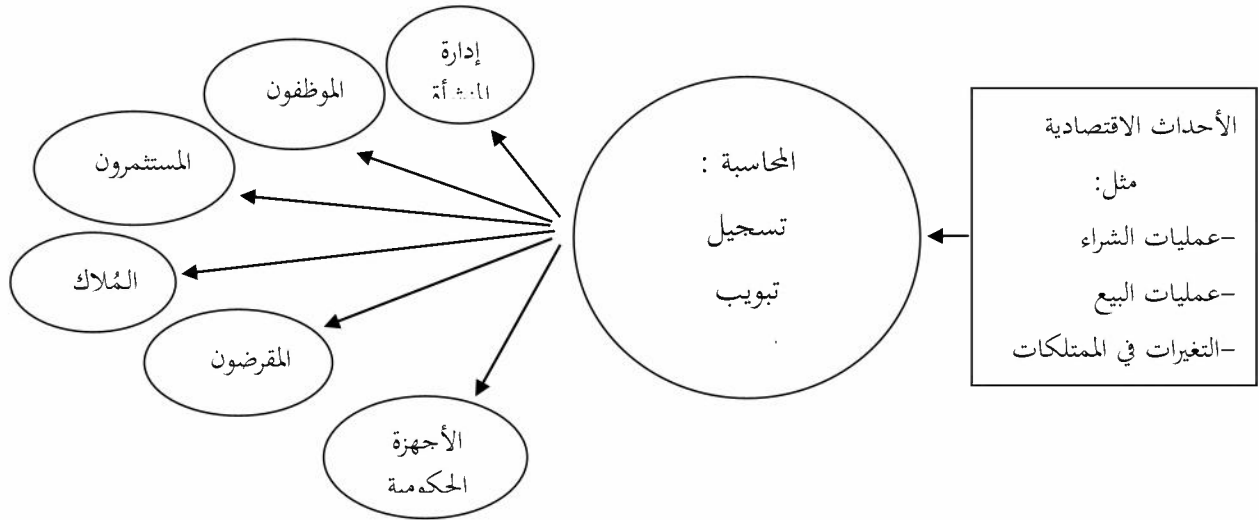 الأحداث الاقتصادية
مثل:
-عمليات الشراء
-عمليات البيع
-التغيرات في الممتلكات
المحاسبة :
تسجيل
تبويب
إدارة
المنشأة
الموظفون
المستثمرون
المُلاك
المقرضون
الأجهزة
الحكومية